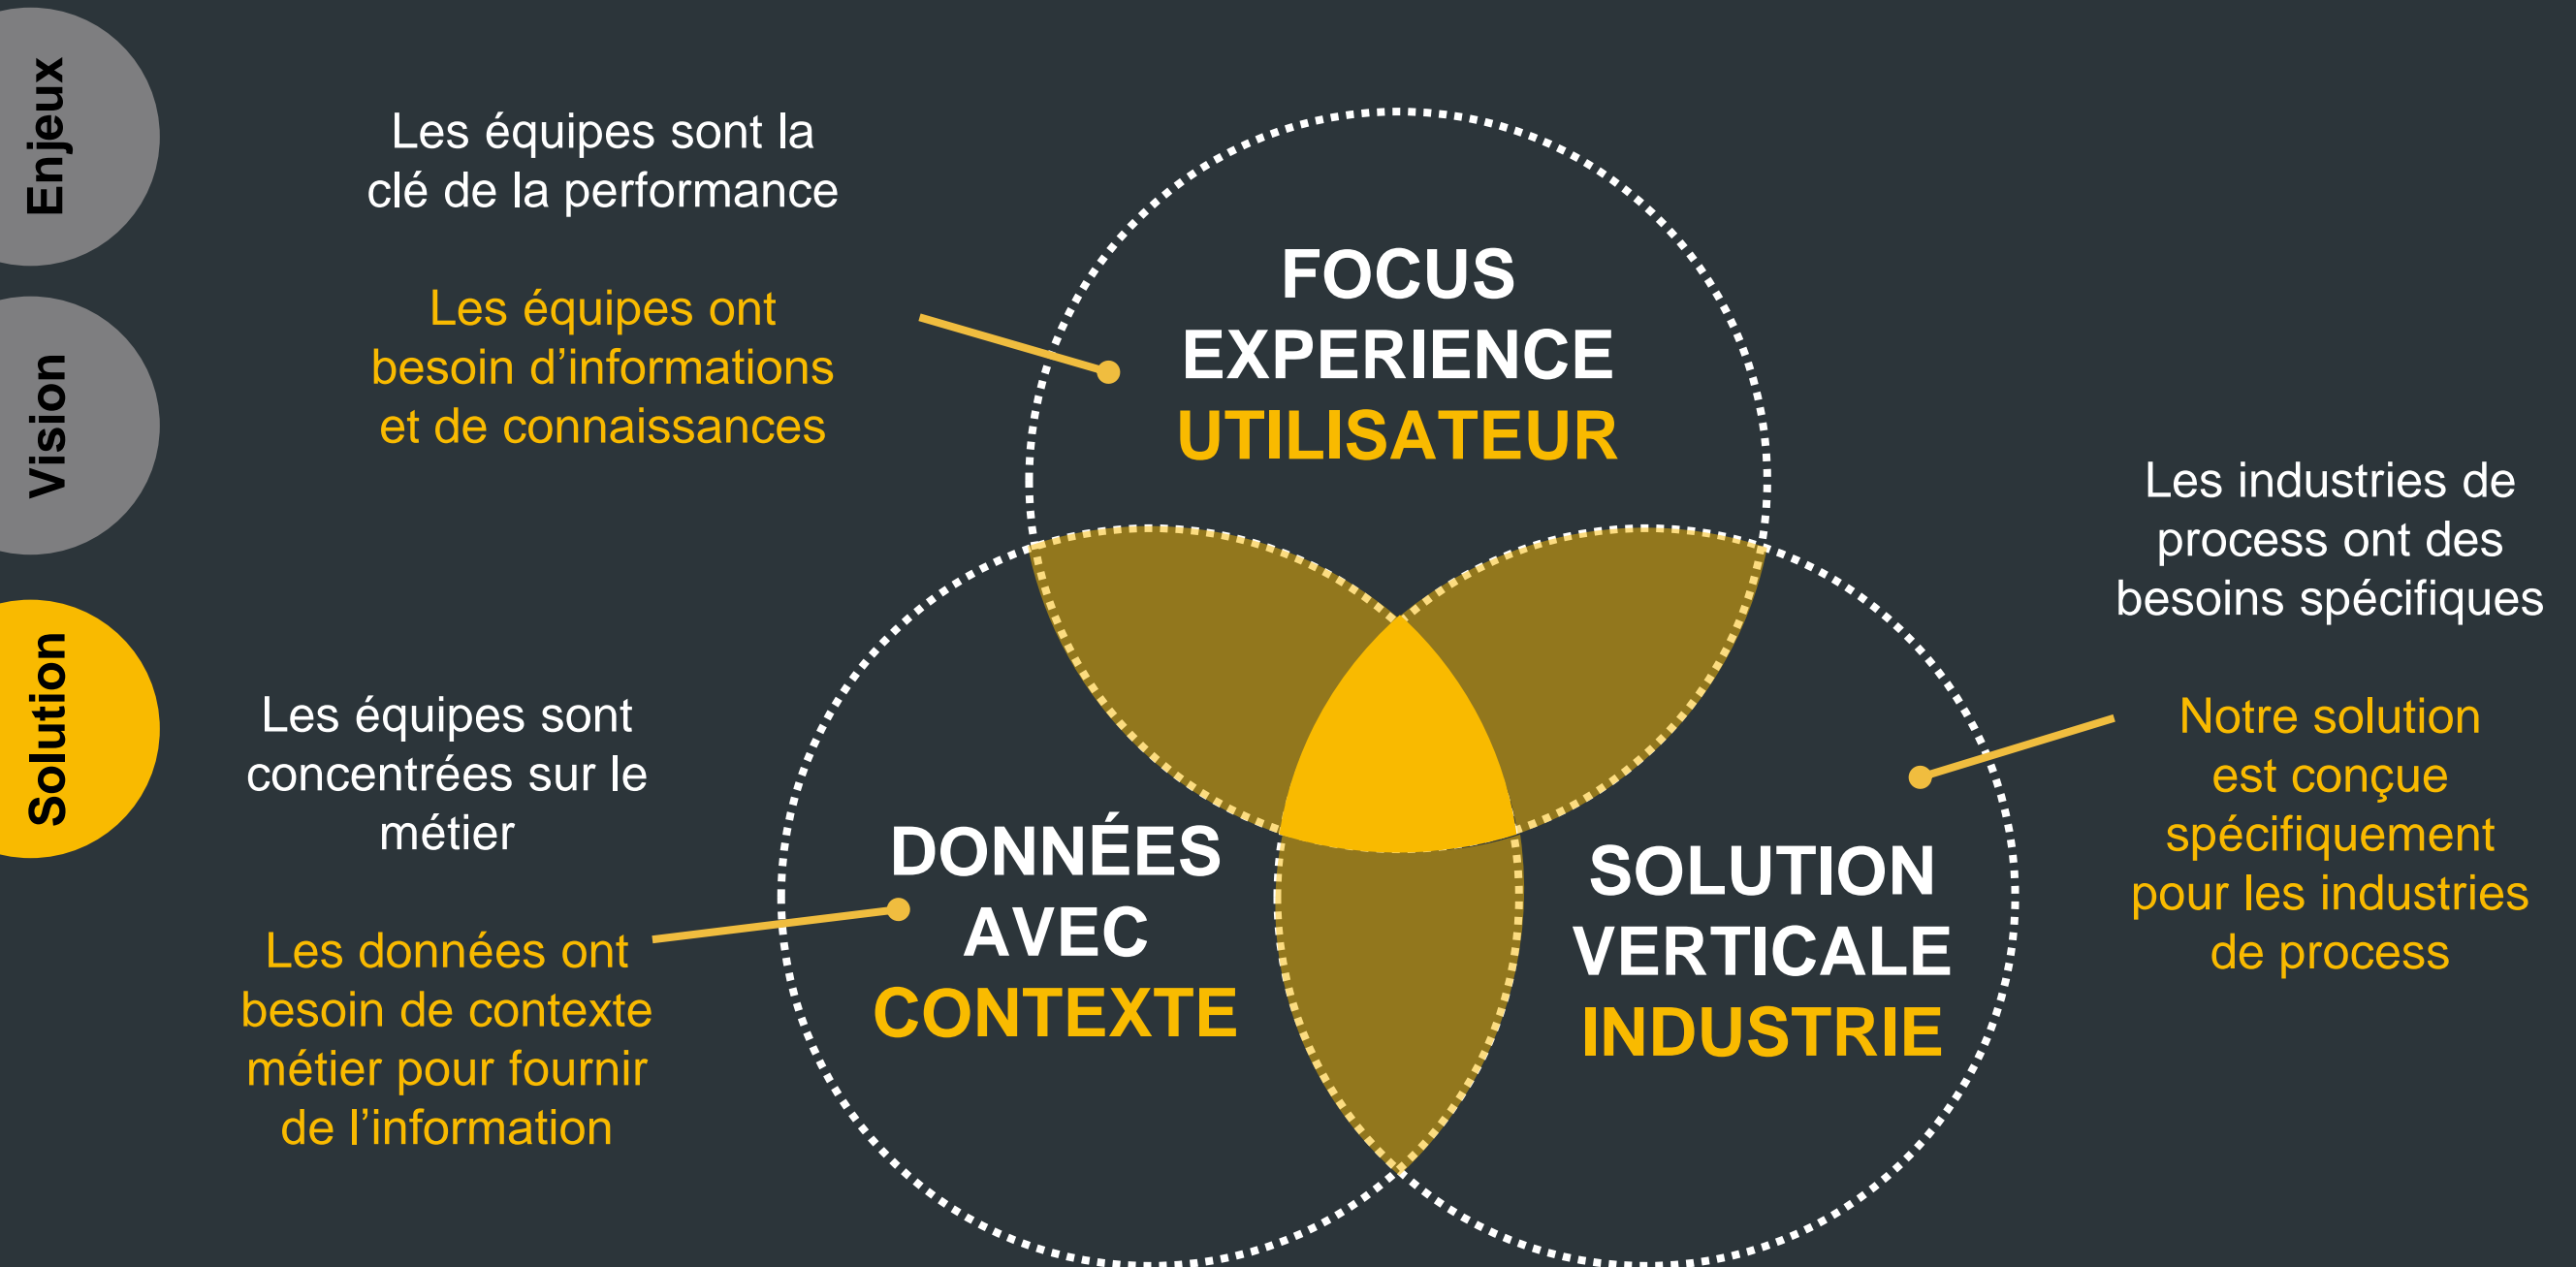 Enjeux
Vision
Solution
Les équipes sont la
clé de la performance
Les équipes ont
besoin d’informations
et de connaissances
FOCUS
EXPERIENCE
UTILISATEUR
Les équipes sont
concentrées sur le
métier
Les données ont
besoin de contexte
métier pour fournir
de l’information
DONNÉES
AVEC
CONTEXTE
SOLUTION
VERTICALE
INDUSTRIE
Les industries de
process ont des
besoins spécifiques
Notre solution
est conçue
spécifiquement
pour les industries
de process